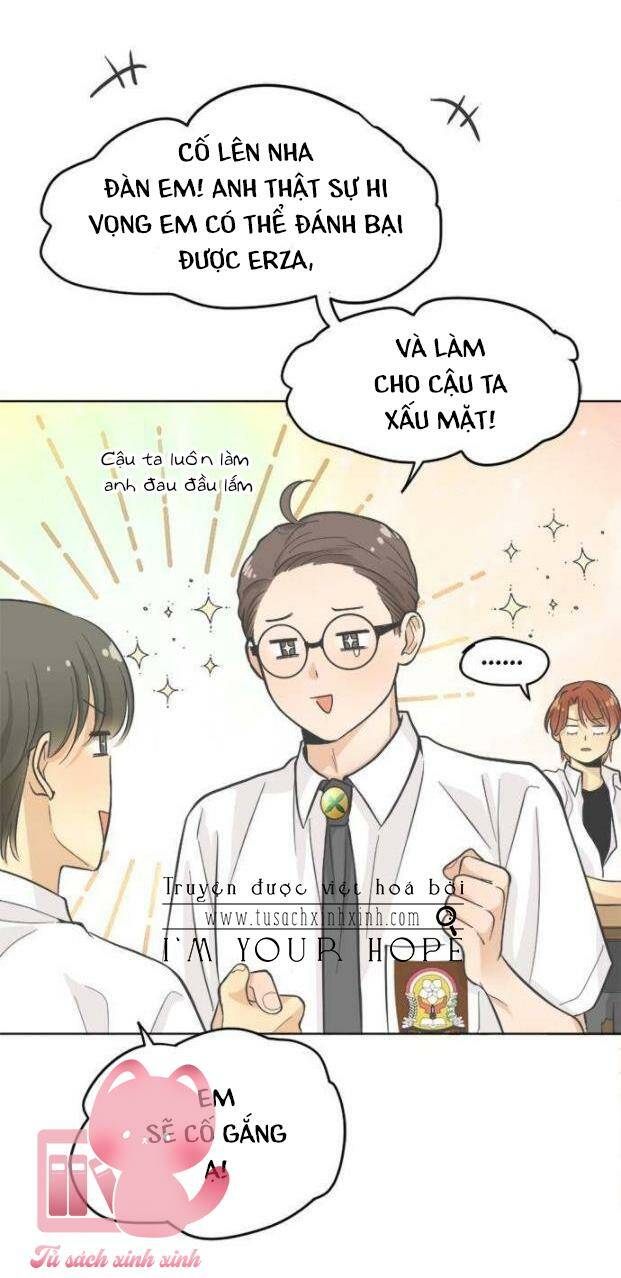 CỐ LÊN NHA
ĐÀN EM! ANH THẬT SỰ HI
VỌNG EM CÓ THỂ ĐÁNH BẠI
ĐƯỢC ERZA,
VÀ LÀM
CHO CẬU TA
XẤU MẶT!
Cậu ta luôn làm
anh đau đầu lắm
.......
Truyện được việt hoá bởi
www.tusachxinhxinh.com
I'M YOUR HOPE
EM
SẼ CỐ GẮNG
Ạ!
Tủ sách xinh xinh